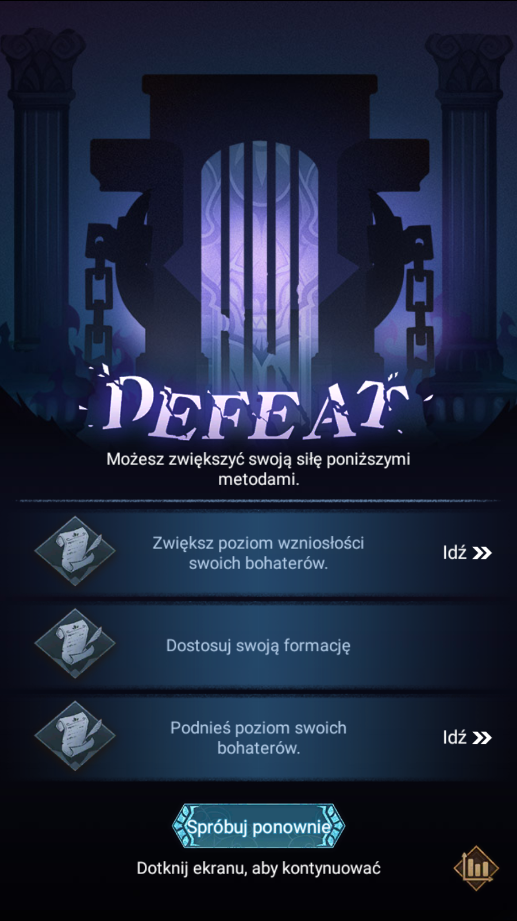 DEFEAT
Możesz zwiększyć swoją siłę poniższymi
metodami.
Zwiększ poziom wzniosłości
swoich bohaterów.
Idź
Dostosuj swoją formację
Podnieś poziom swoich
bohaterów.
Idź
Spróbuj ponownie
Dotknij ekranu, aby kontynuować